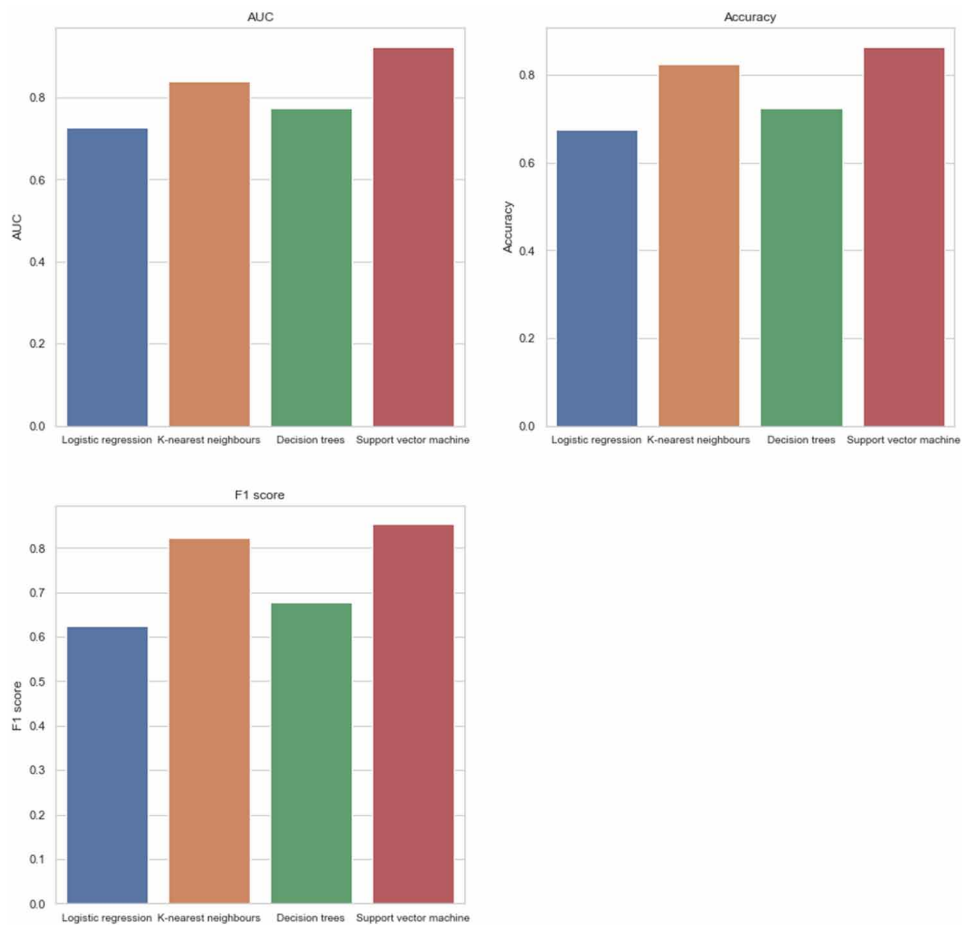 AUC
AUC
0.8
0.6
0.4
0.2
0.0
Logistic regression K-nearest neighbours Decision trees Support vector machine
Accuracy
Accuracy
0.8
0.6
0.4
0.2
0.0
Logistic regression K-nearest neighbours Decision trees Support vector machine
F1 score
F1 score
0.8
0.7
0.6
0.5
0.4
0.3
0.2
0.1
0.0
Logistic regression K-nearest neighbours Decision trees Support vector machine